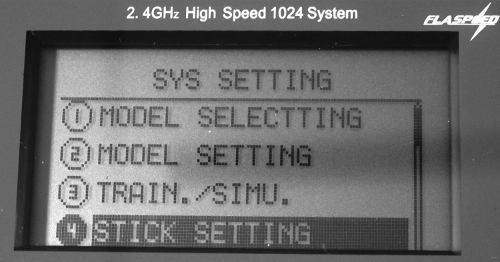 2. 4GHz High Speed 1024 System
FLASPEED
SYS SETTING
1 MODEL SELECTTING
2 MODEL SETTING
3 TRAIN./SIMU.
4 STICK SETTING